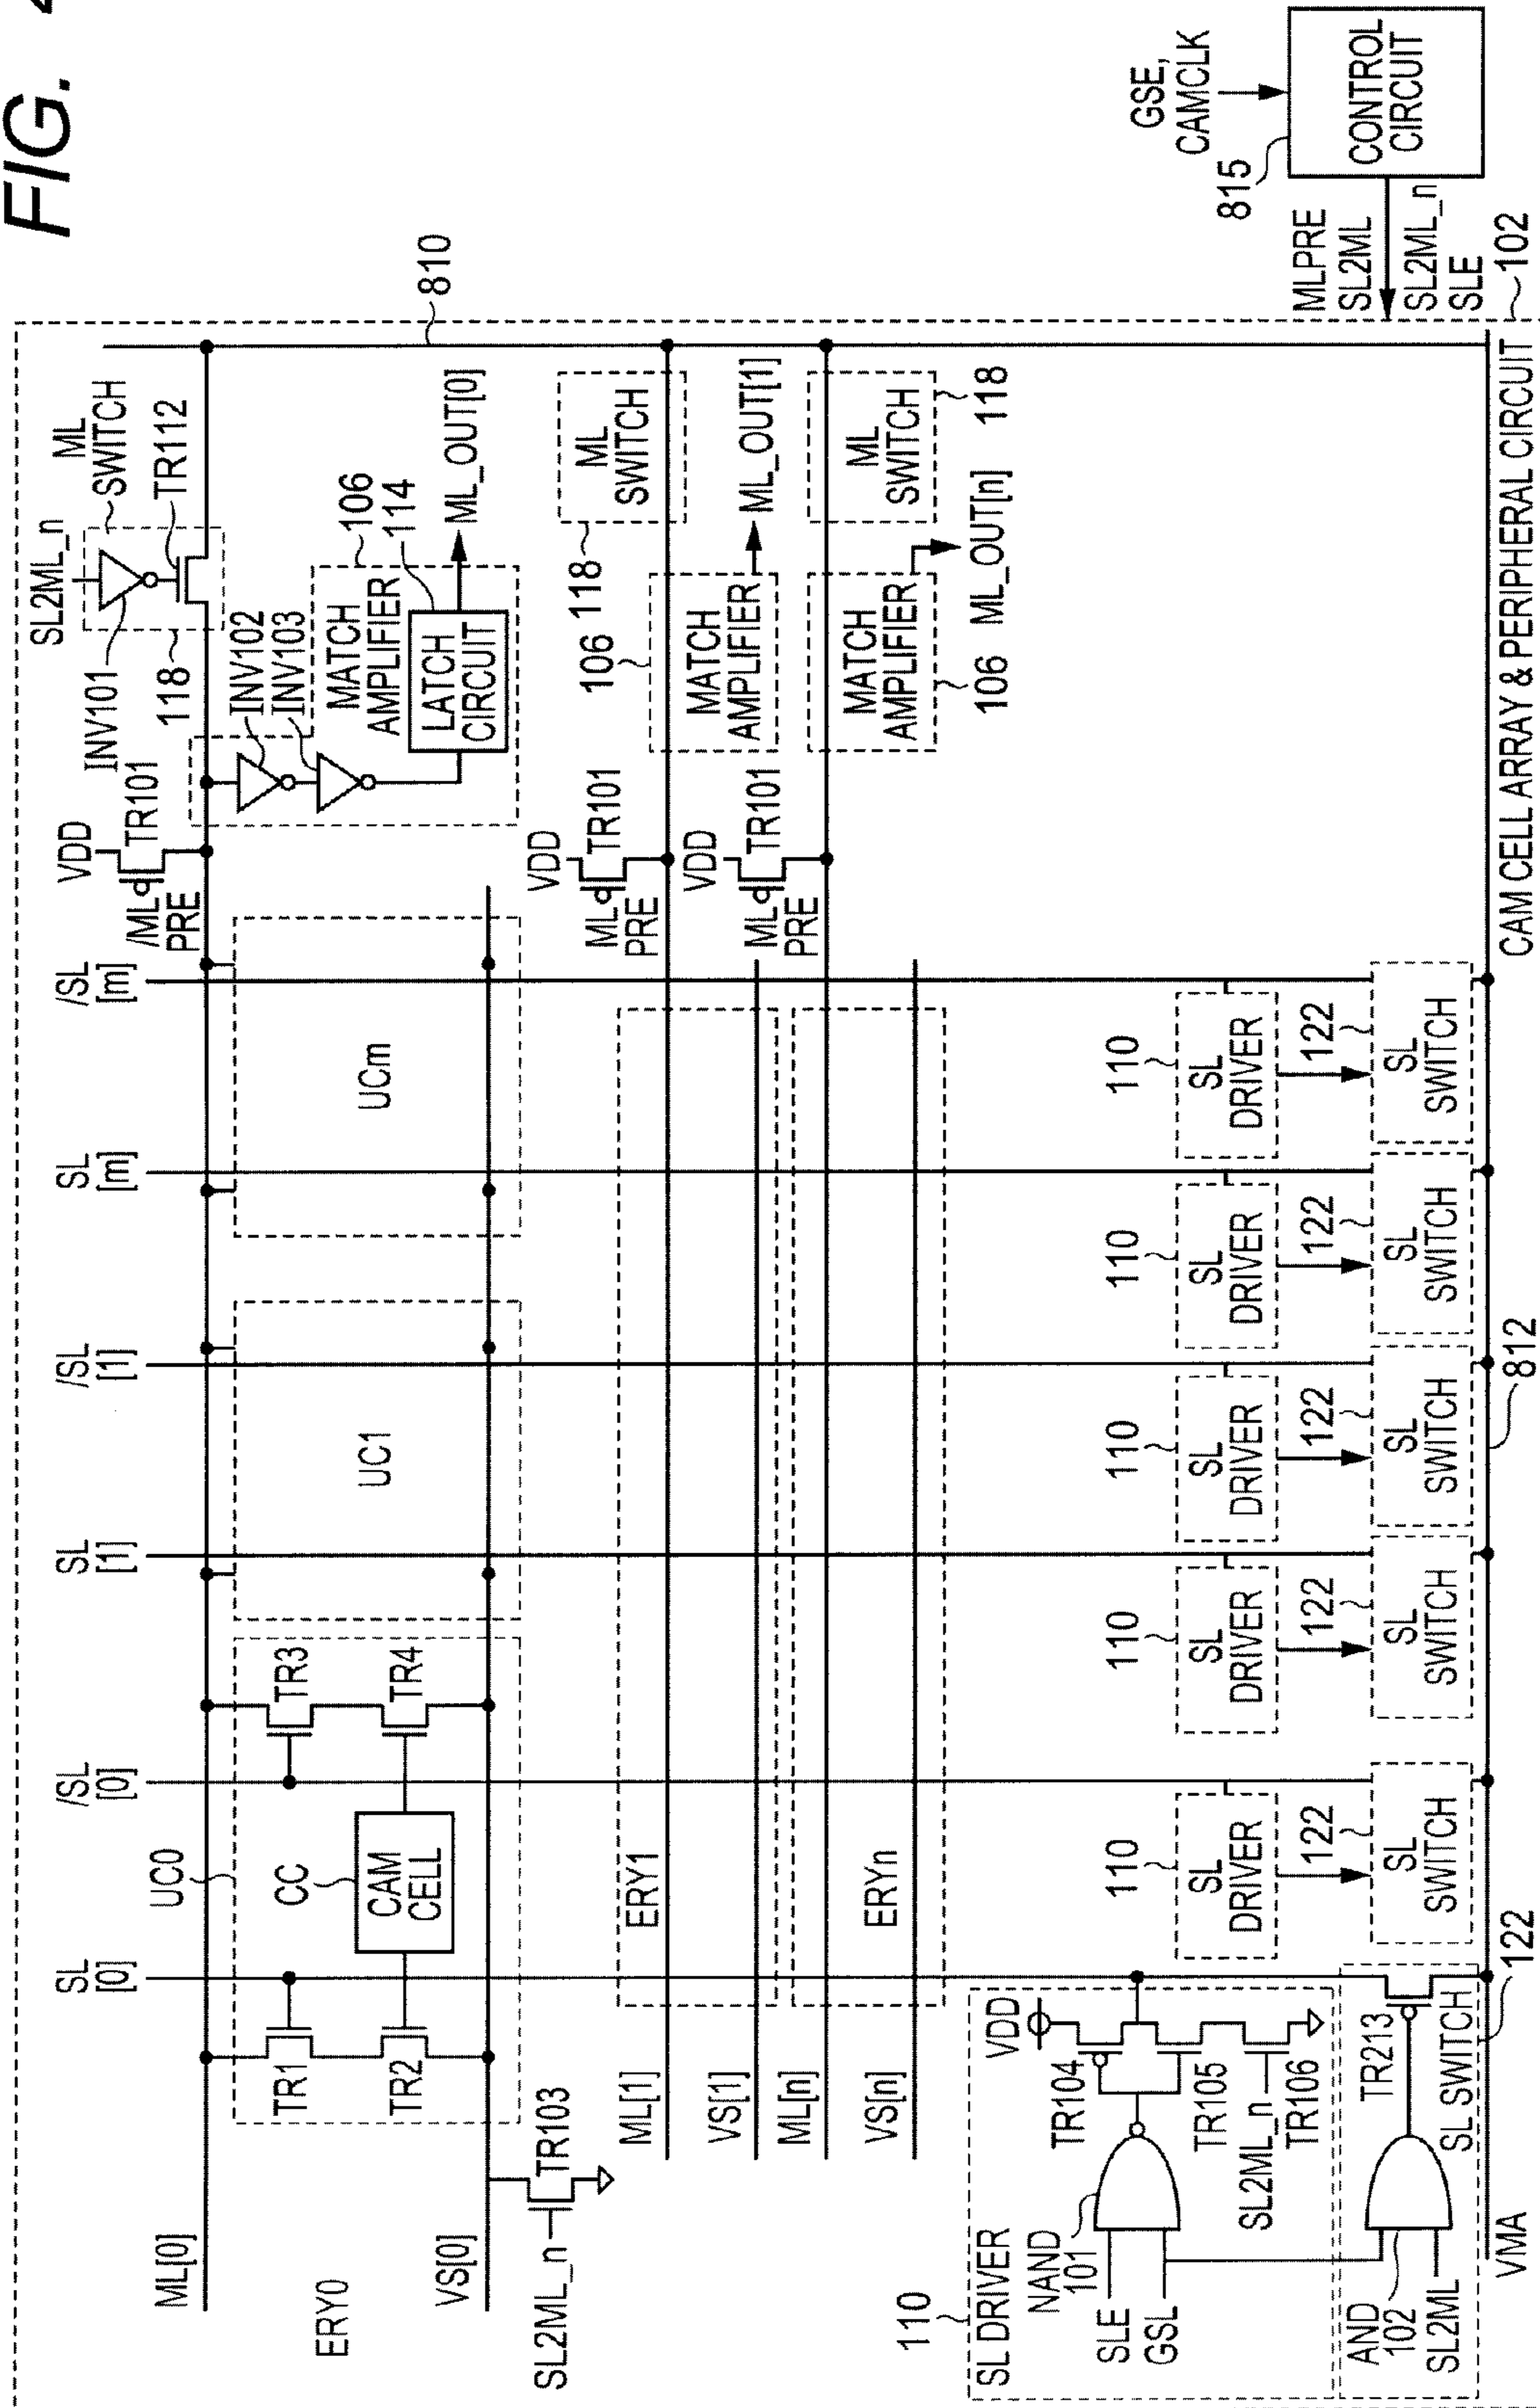 FIG.
SL2ML_n
ML
SWITCH
TR112
INV101
118
INV102
INV103
106
114
MATCH
AMPLIFIER
LATCH
CIRCUIT
ML_OUT[0]
VDD
TR101
/ML
PRE
/SL
[m]
SL
[m]
/SL
[1]
SL
[1]
/SL
[0]
SL
[0]
UCm
UC1
UC0
CC
CAM
CELL
TR1
TR2
TR3
TR4
ML[0]
ERY0
VS[0]
SL2ML_n
TR103
810
GSE,
CAMCLK
815
CONTROL
CIRCUIT
MLPRE
SL2ML
SL2ML_n
SLE
102
ML
SWITCH
118
106
MATCH
AMPLIFIER
ML_OUT[1]
VDD
TR101
ML
PRE
ERY1
ML[1]
VS[1]
ML
SWITCH
118
MATCH
AMPLIFIER
106
ML_OUT[n]
VDD
TR101
ML
PRE
ERYn
ML[n]
VS[n]
110
SL DRIVER
NAND
101
SLE
GSL
VDD
TR104
TR105
SL2ML_n
TR106
AND
102
SL2ML
TR213
SL SWITCH
122
110
SL
DRIVER
122
SL
SWITCH
110
SL
DRIVER
122
SL
SWITCH
110
SL
DRIVER
122
SL
SWITCH
110
SL
DRIVER
122
SL
SWITCH
110
SL
DRIVER
122
SL
SWITCH
VMA
812
CAM CELL ARRAY & PERIPHERAL CIRCUIT